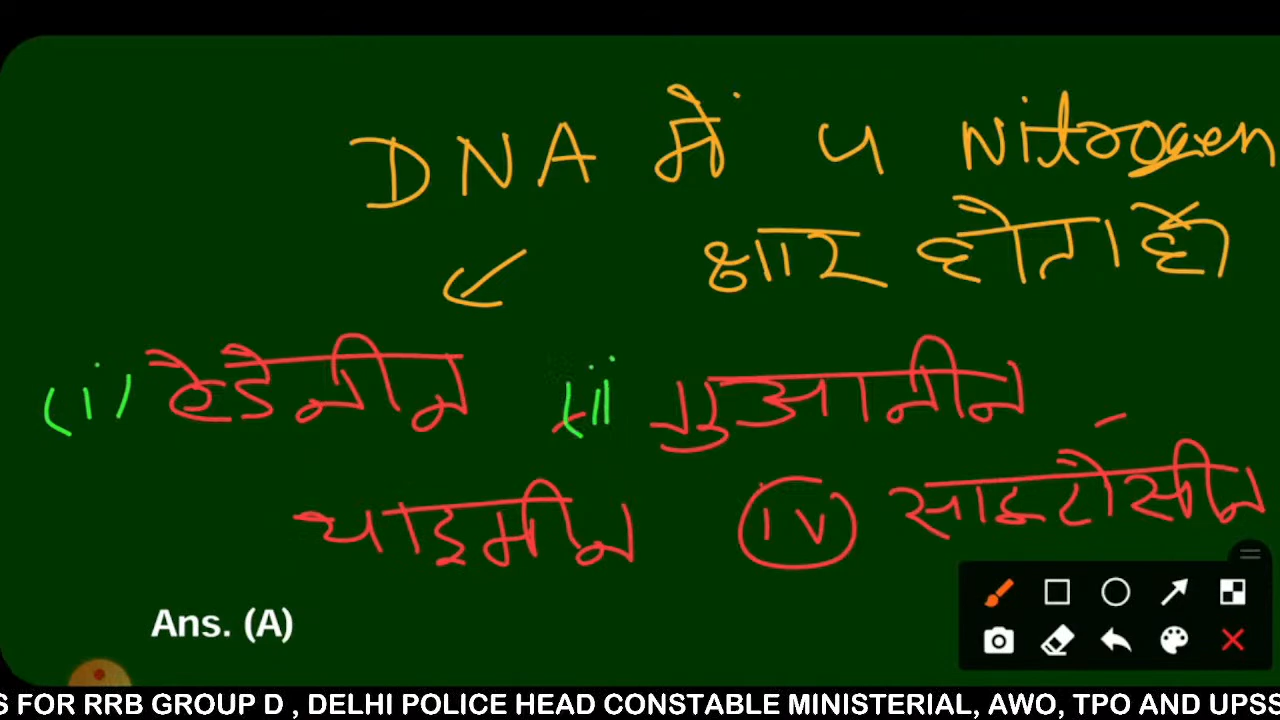 DNA में 4 Nitrogen
क्षार होता है
(i) हेडेनीन (ii) गुआनीन
थाइमीन (iv) साइटोसीन
Ans. (A)
S FOR RRB GROUP D , DELHI POLICE HEAD CONSTABLE MINISTERIAL, AWO, TPO AND UPSS